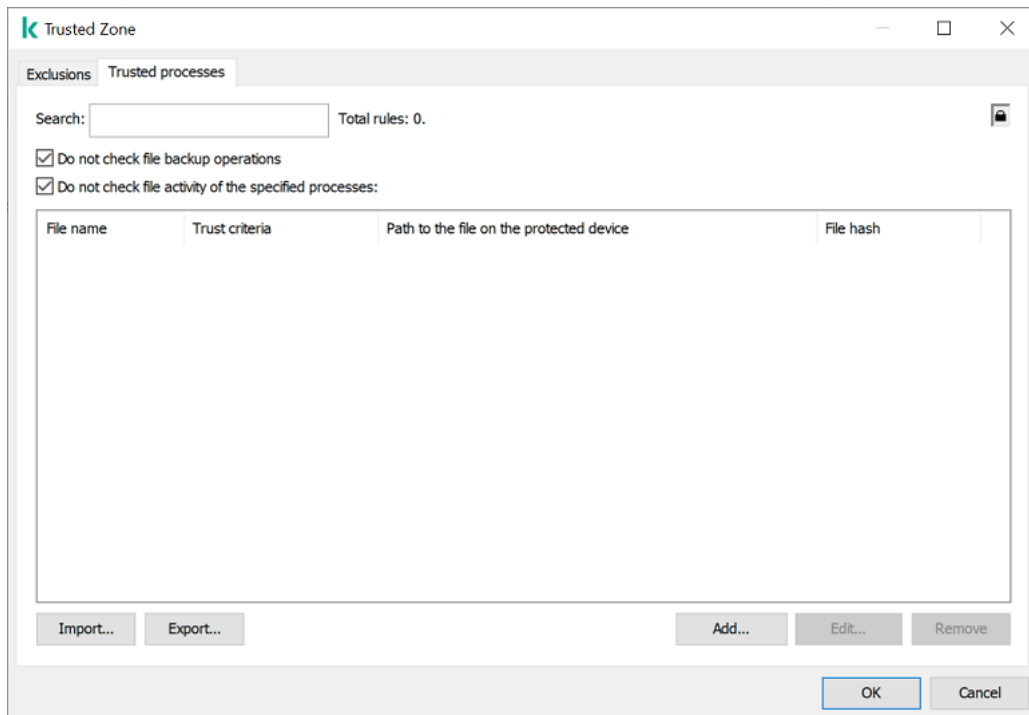 Trusted Zone
Exclusions Trusted processes
Search: Total rules: 0.
Do not check file backup operations
Do not check file activity of the specified processes:
File name Trust criteria Path to the file on the protected device File hash
Import... Export... Add... Edit... Remove
OK Cancel